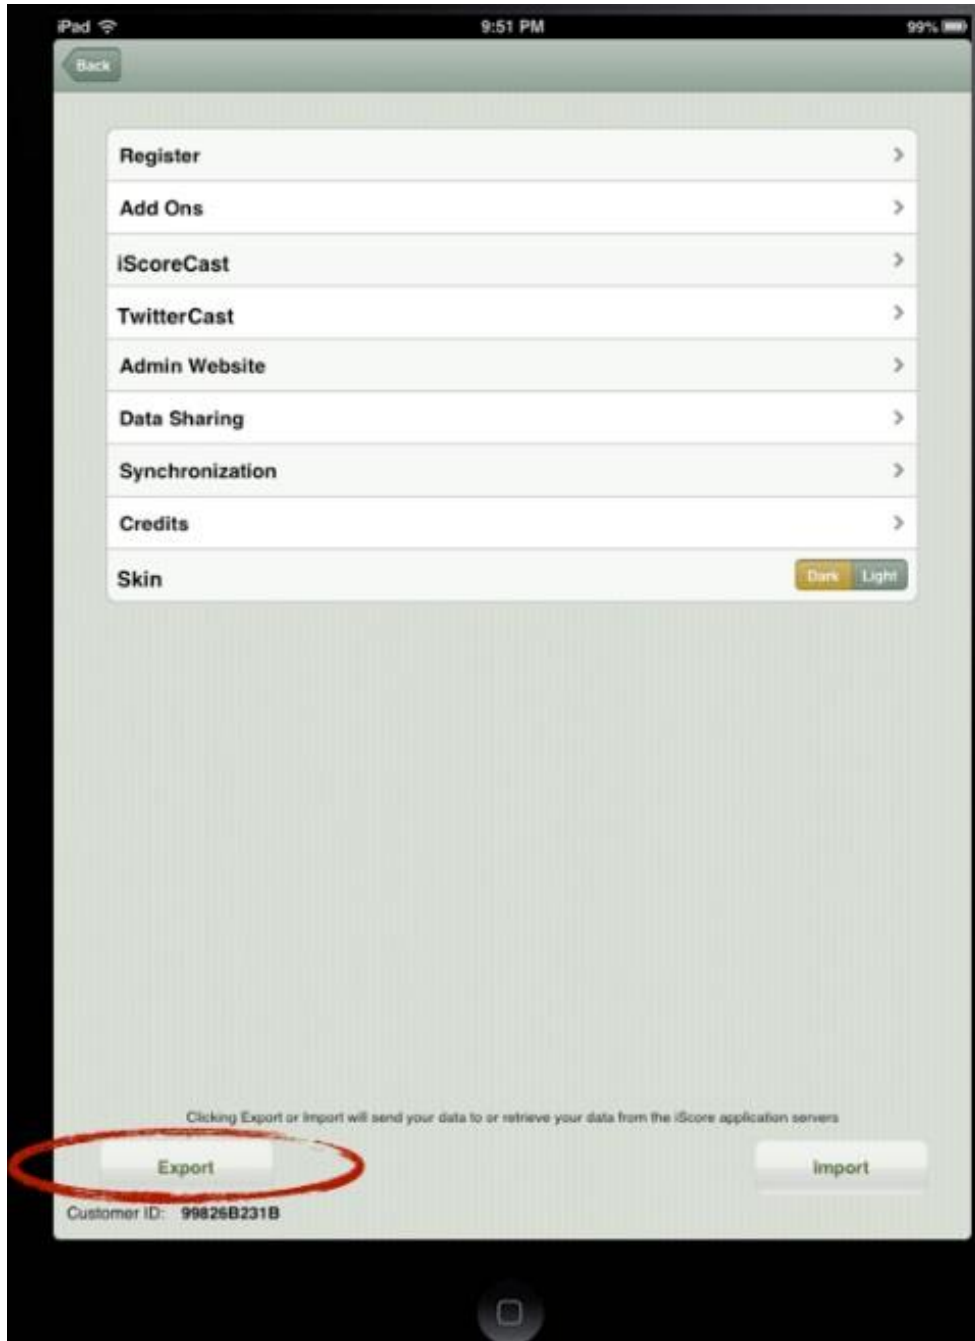 iPad 9:51 PM 99%
Back
Register
Add Ons
iScoreCast
TwitterCast
Admin Website
Data Sharing
Synchronization
Credits
Skin Dark Light
Clicking Export or Import will send your data to or retrieve your data from the iScore application servers
Export Import
Customer ID: 99826B231B